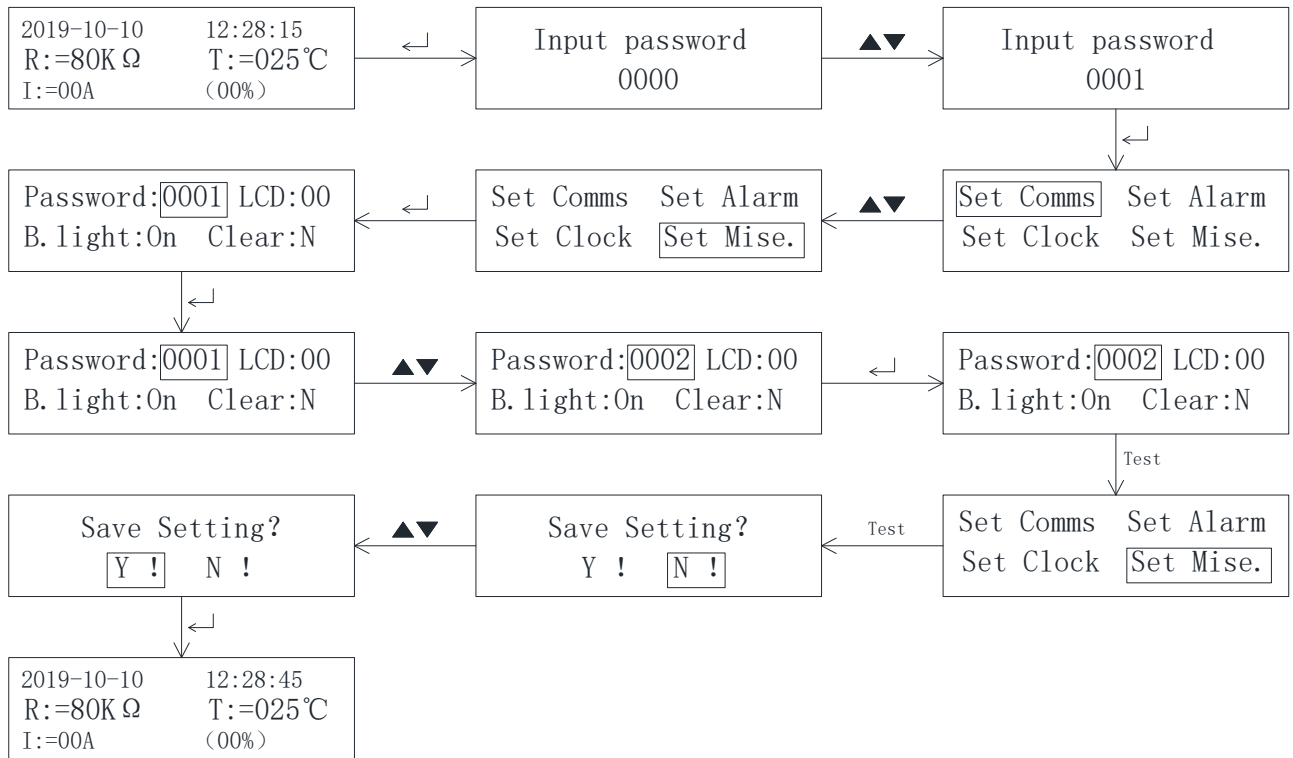 2019-10-10 12:28:15
R:=80KΩ T:=025℃
I:=00A (00%)
↵
Input password
0000
▲▼
Input password
0001
↵
Set Comms Set Alarm
Set Clock Set Mise.
▲▼
Set Comms Set Alarm
Set Clock Set Mise.
↵
Password:0001 LCD:00
B.light:On Clear:N
↵
Password:0001 LCD:00
B.light:On Clear:N
▲▼
Password:0002 LCD:00
B.light:On Clear:N
↵
Password:0002 LCD:00
B.light:On Clear:N
Test
Set Comms Set Alarm
Set Clock Set Mise.
Test
Save Setting?
Y ! N !
▲▼
Save Setting?
Y ! N !
↵
2019-10-10 12:28:45
R:=80KΩ T:=025℃
I:=00A (00%)